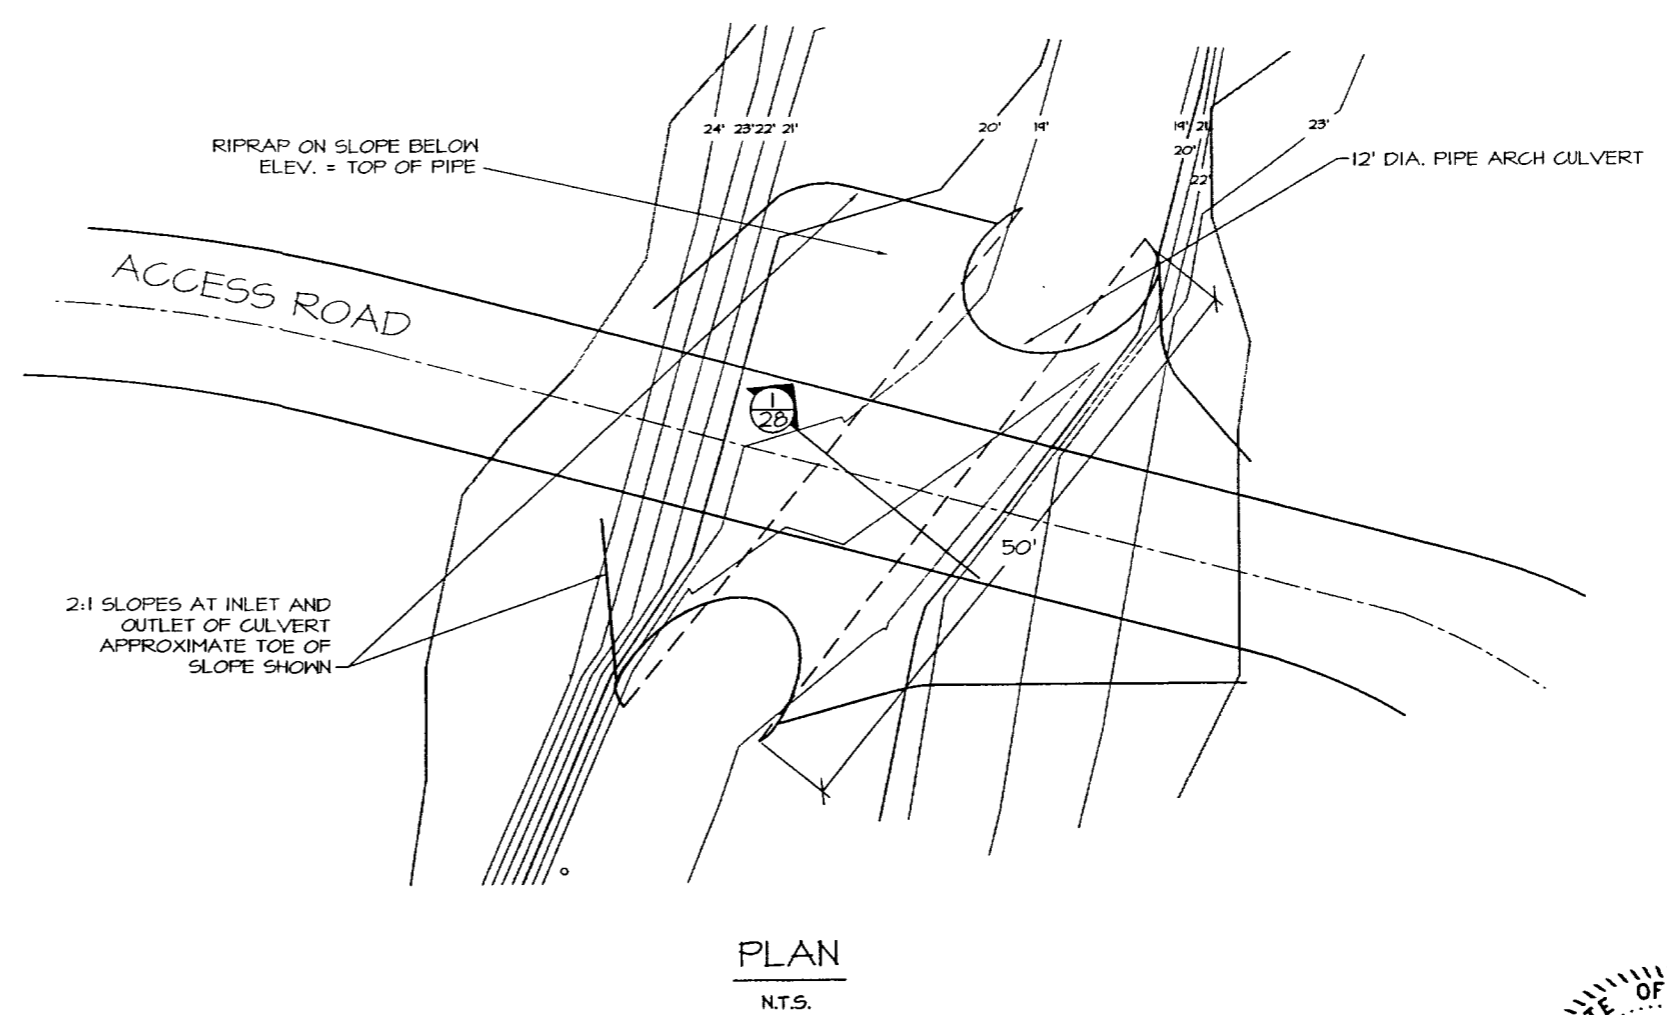 24' 23' 22' 21' 20' 19' 19' 21 23'
20'
22'
RIPRAP ON SLOPE BELOW
ELEV. = TOP OF PIPE
12' DIA. PIPE ARCH CULVERT
ACCESS ROAD
1
28
50'
2:1 SLOPES AT INLET AND
OUTLET OF CULVERT
APPROXIMATE TOE OF
SLOPE SHOWN
PLAN
N.T.S.
TE OF